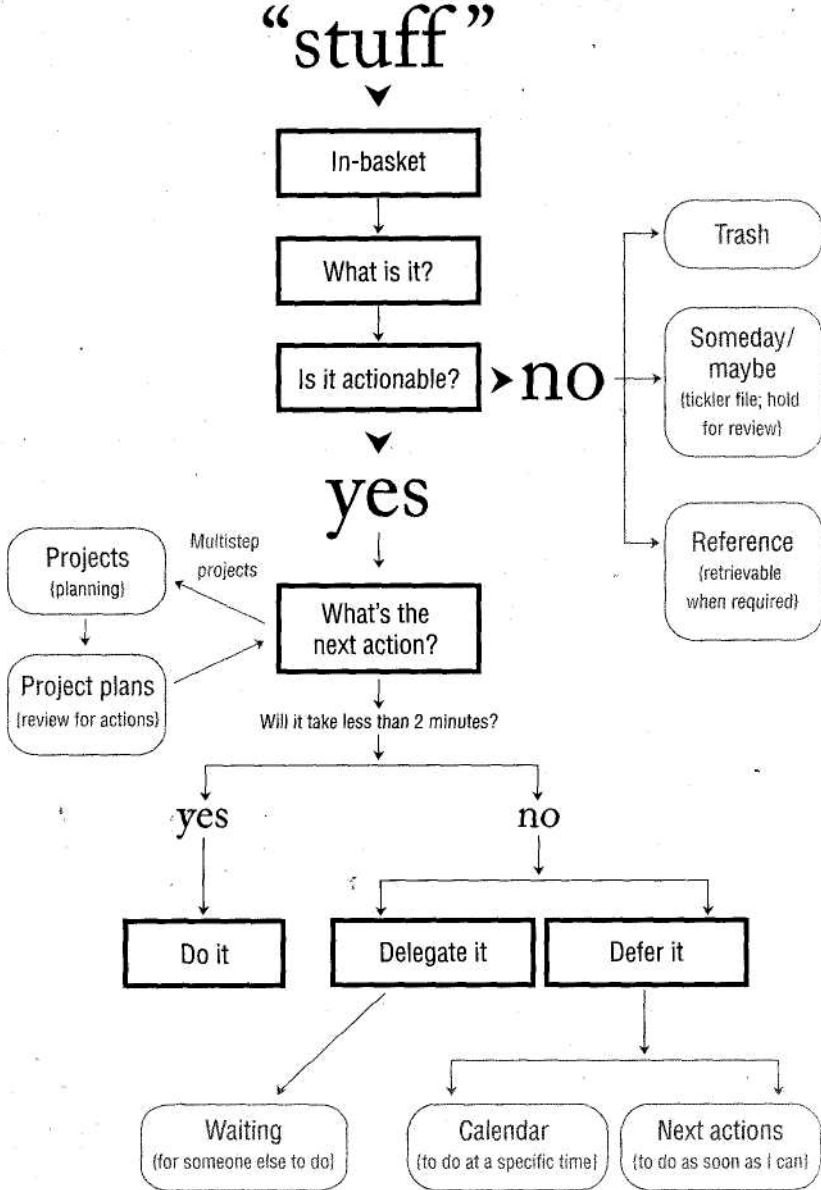 “stuff”
In-basket
What is it?
Is it actionable?
no
Trash
Someday/
maybe
(tickler file; hold
for review)
Reference
(retrievable
when required)
yes
Multistep
projects
Projects
(planning)
Project plans
(review for actions)
What's the
next action?
Will it take less than 2 minutes?
yes
no
Do it
Delegate it
Defer it
Waiting
(for someone else to do)
Calendar
(to do at a specific time)
Next actions
(to do as soon as I can)